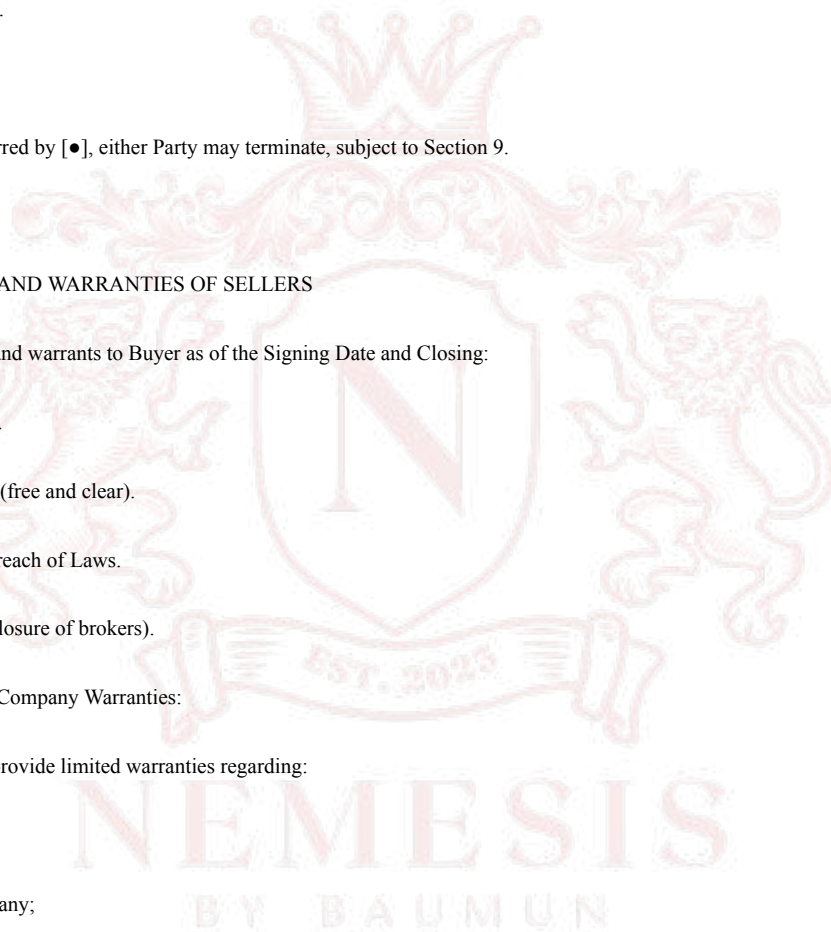 rred by [●], either Party may terminate, subject to Section 9.
AND WARRANTIES OF SELLERS
and warrants to Buyer as of the Signing Date and Closing:
(free and clear).
reach of Laws.
losure of brokers).
Company Warranties:
rovide limited warranties regarding:
any;
N
EST. 2025
NEMESIS
BY BAUMUN